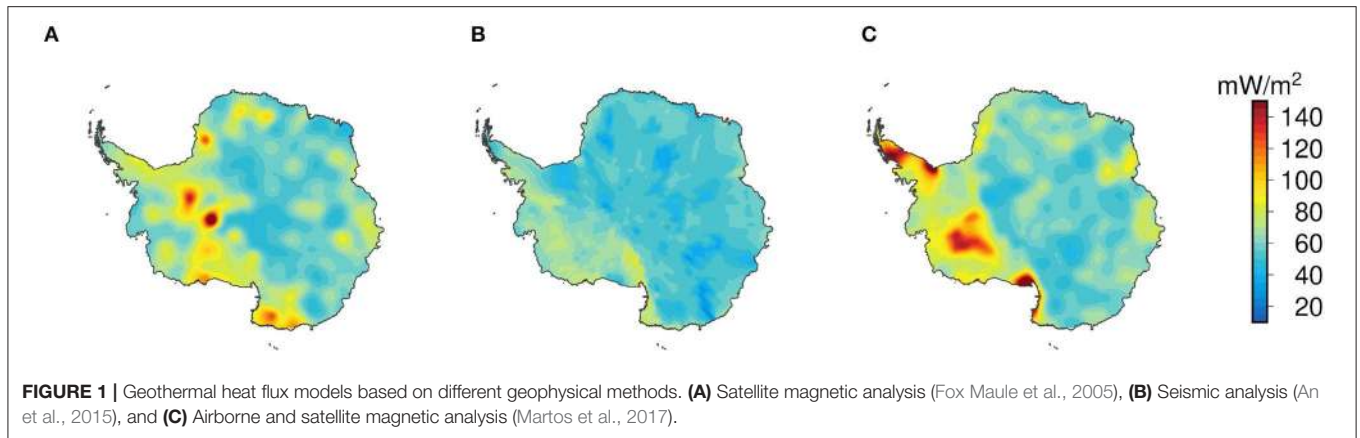 A
B
C
mW/m²
140
120
100
80
60
40
20
FIGURE 1 | Geothermal heat flux models based on different geophysical methods. (A) Satellite magnetic analysis (Fox Maule et al., 2005), (B) Seismic analysis (An
et al., 2015), and (C) Airborne and satellite magnetic analysis (Martos et al., 2017).